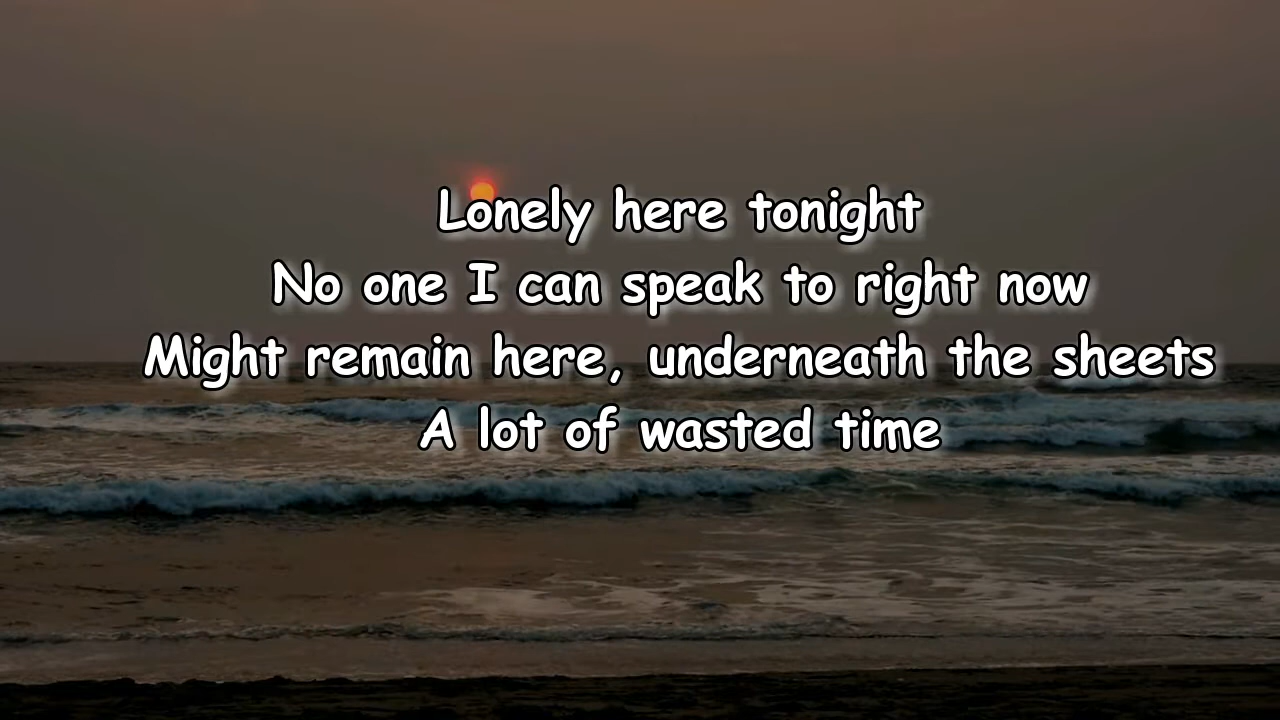 Lonely here tonight
No one I can speak to right now
Might remain here, underneath the sheets
A lot of wasted time